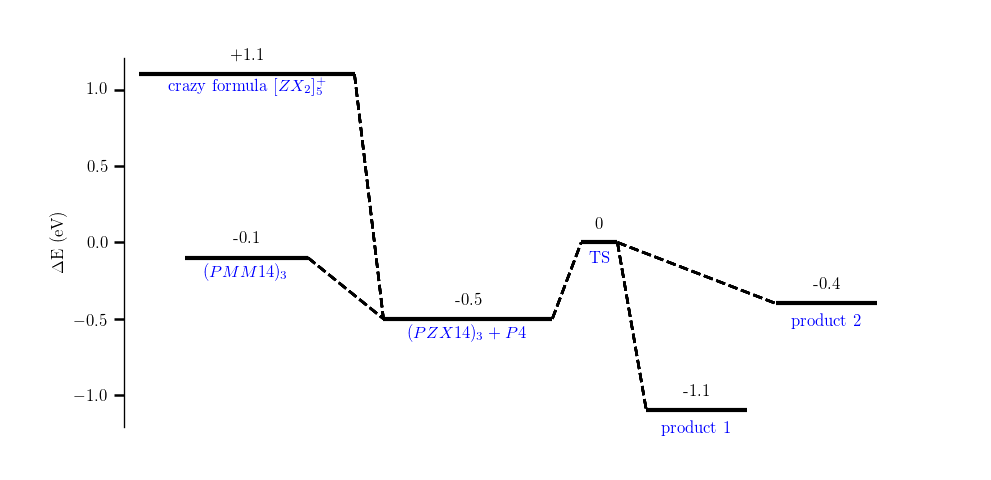 +1.1
crazy formula [ZX₂]₅⁺
1.0
0.5
ΔE (eV)
0.0
-0.1
(PMM14)₃
0
TS
-0.5
(PZX14)₃ + P4
-0.4
product 2
−0.5
−1.0
-1.1
product 1